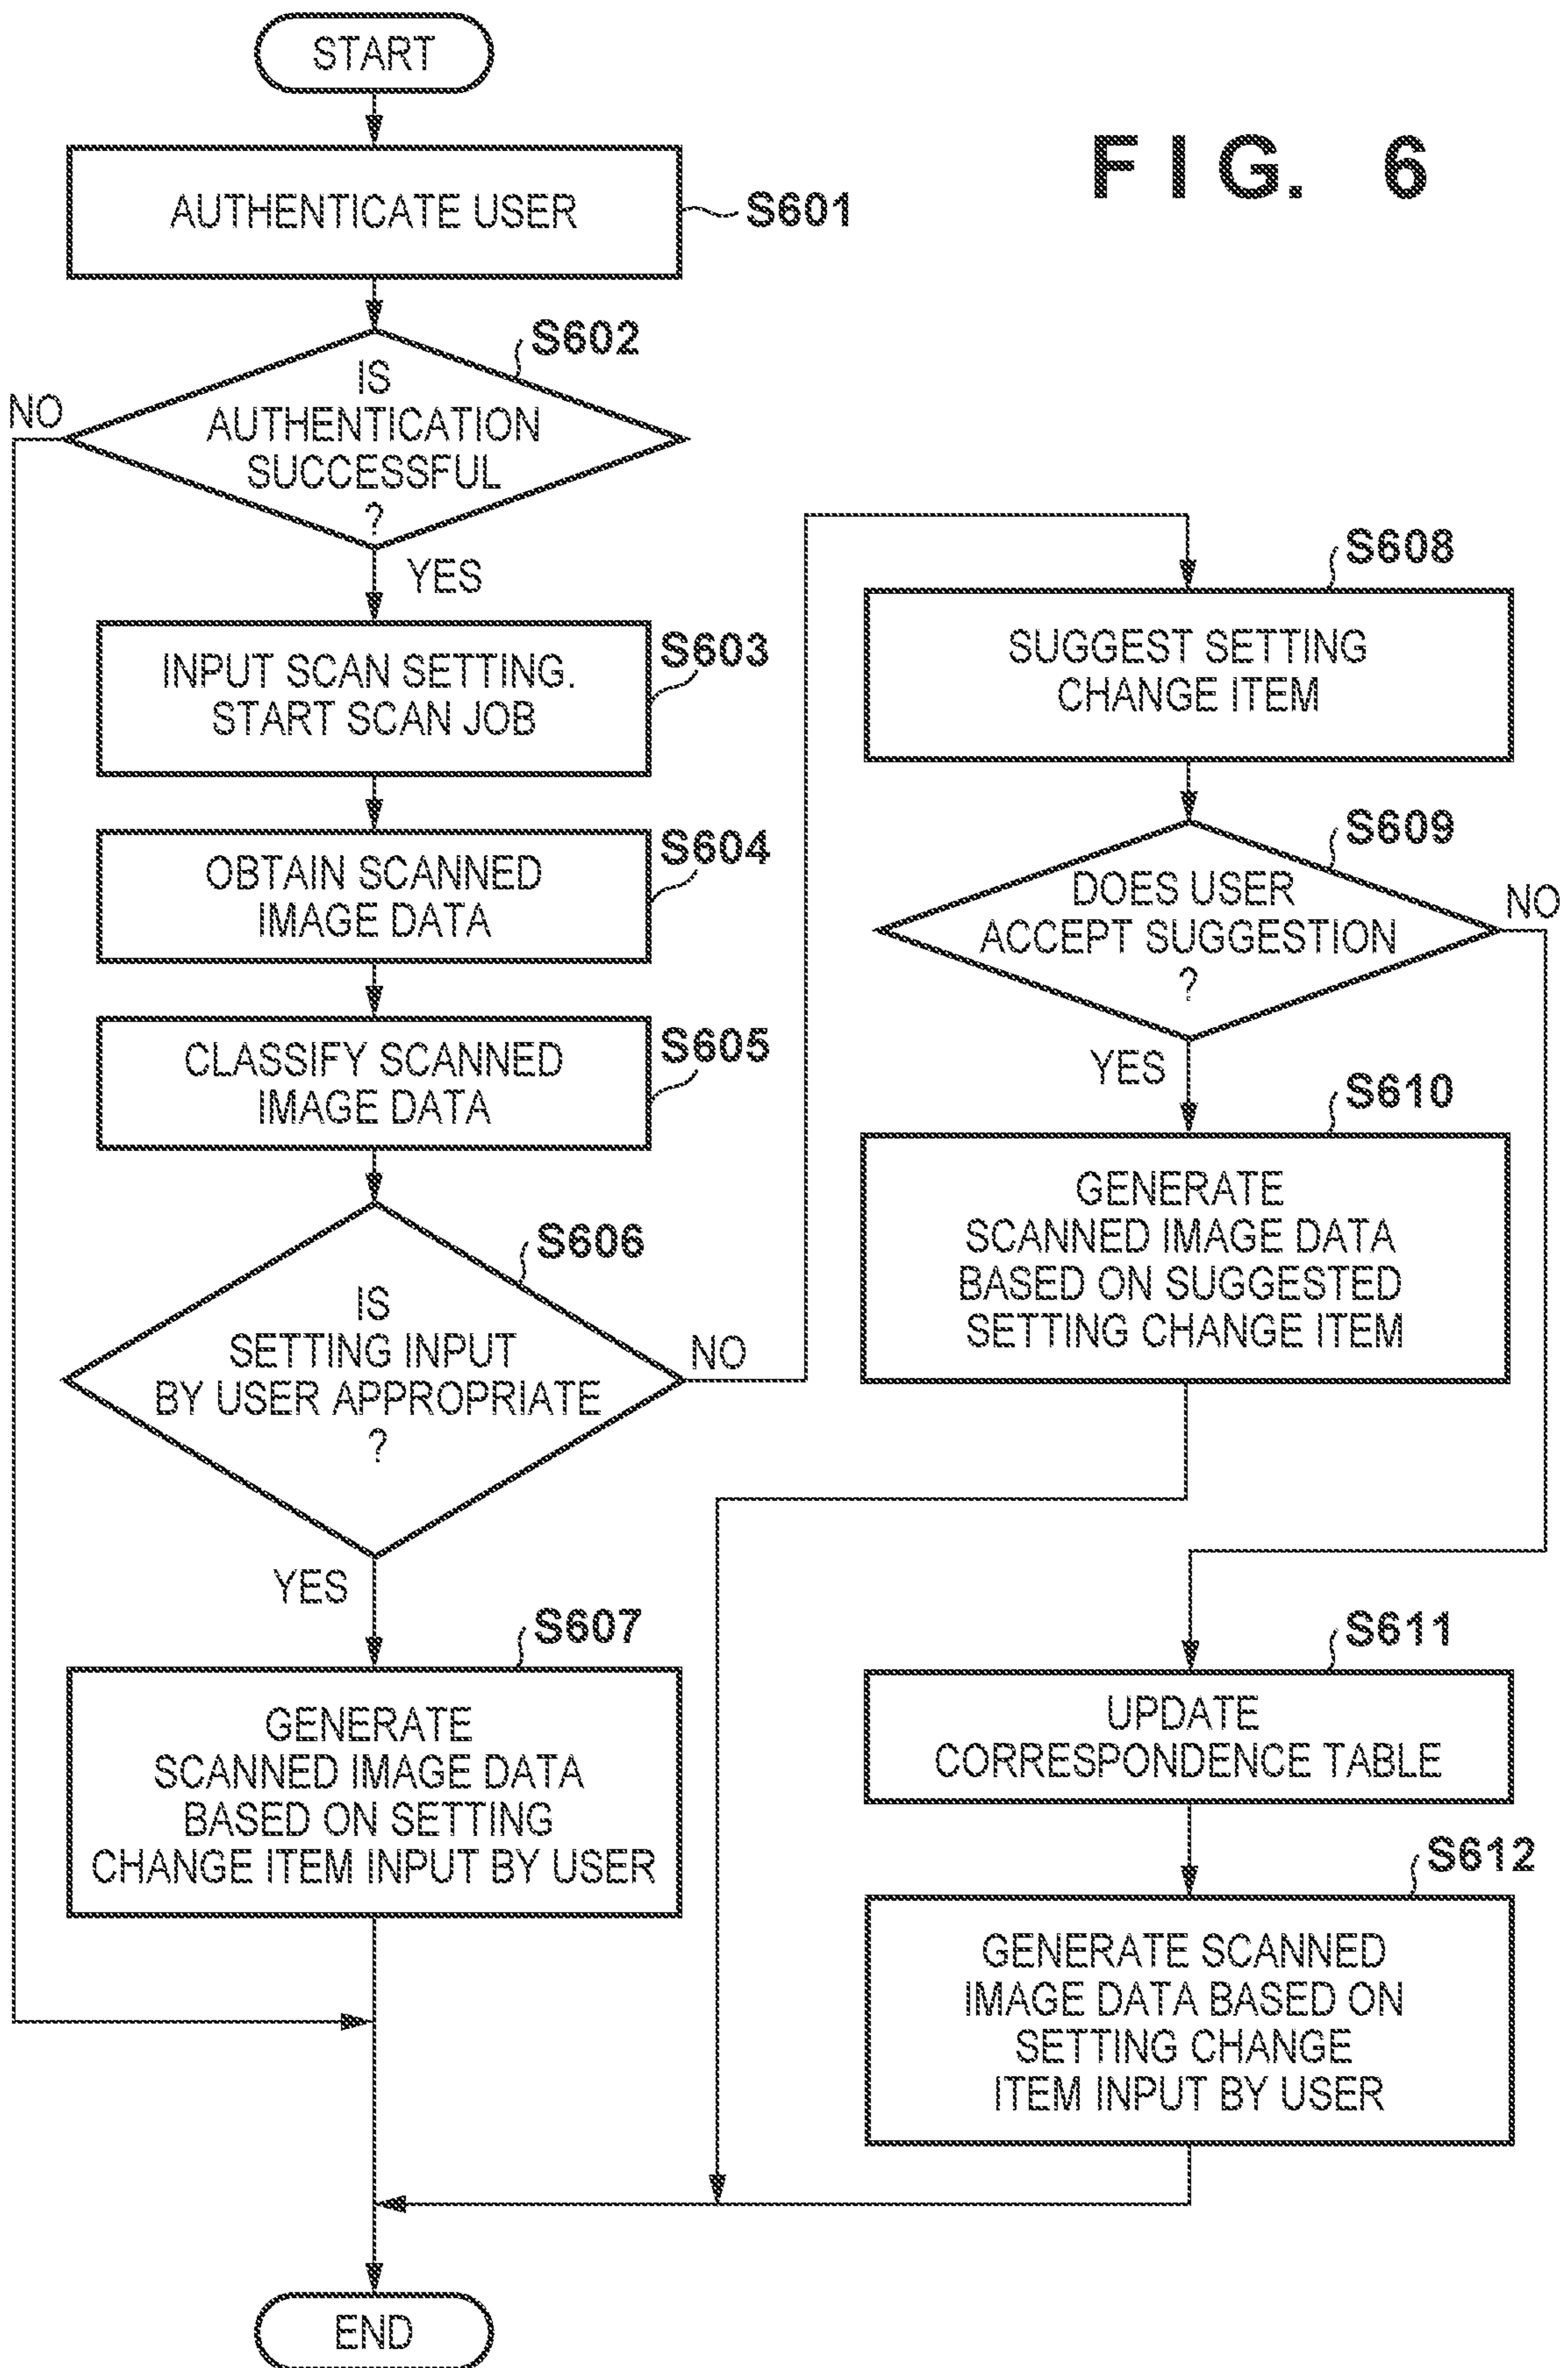 START
FIG. 6
AUTHENTICATE USER
S601
S602
IS
AUTHENTICATION
SUCCESSFUL
?
NO
YES
INPUT SCAN SETTING.
START SCAN JOB
S603
OBTAIN SCANNED
IMAGE DATA
S604
CLASSIFY SCANNED
IMAGE DATA
S605
S606
IS
SETTING INPUT
BY USER APPROPRIATE
?
NO
YES
S607
GENERATE
SCANNED IMAGE DATA
BASED ON SETTING
CHANGE ITEM INPUT BY USER
S608
SUGGEST SETTING
CHANGE ITEM
S609
DOES USER
ACCEPT SUGGESTION
?
NO
YES
S610
GENERATE
SCANNED IMAGE DATA
BASED ON SUGGESTED
SETTING CHANGE ITEM
S611
UPDATE
CORRESPONDENCE TABLE
S612
GENERATE SCANNED
IMAGE DATA BASED ON
SETTING CHANGE
ITEM INPUT BY USER
END